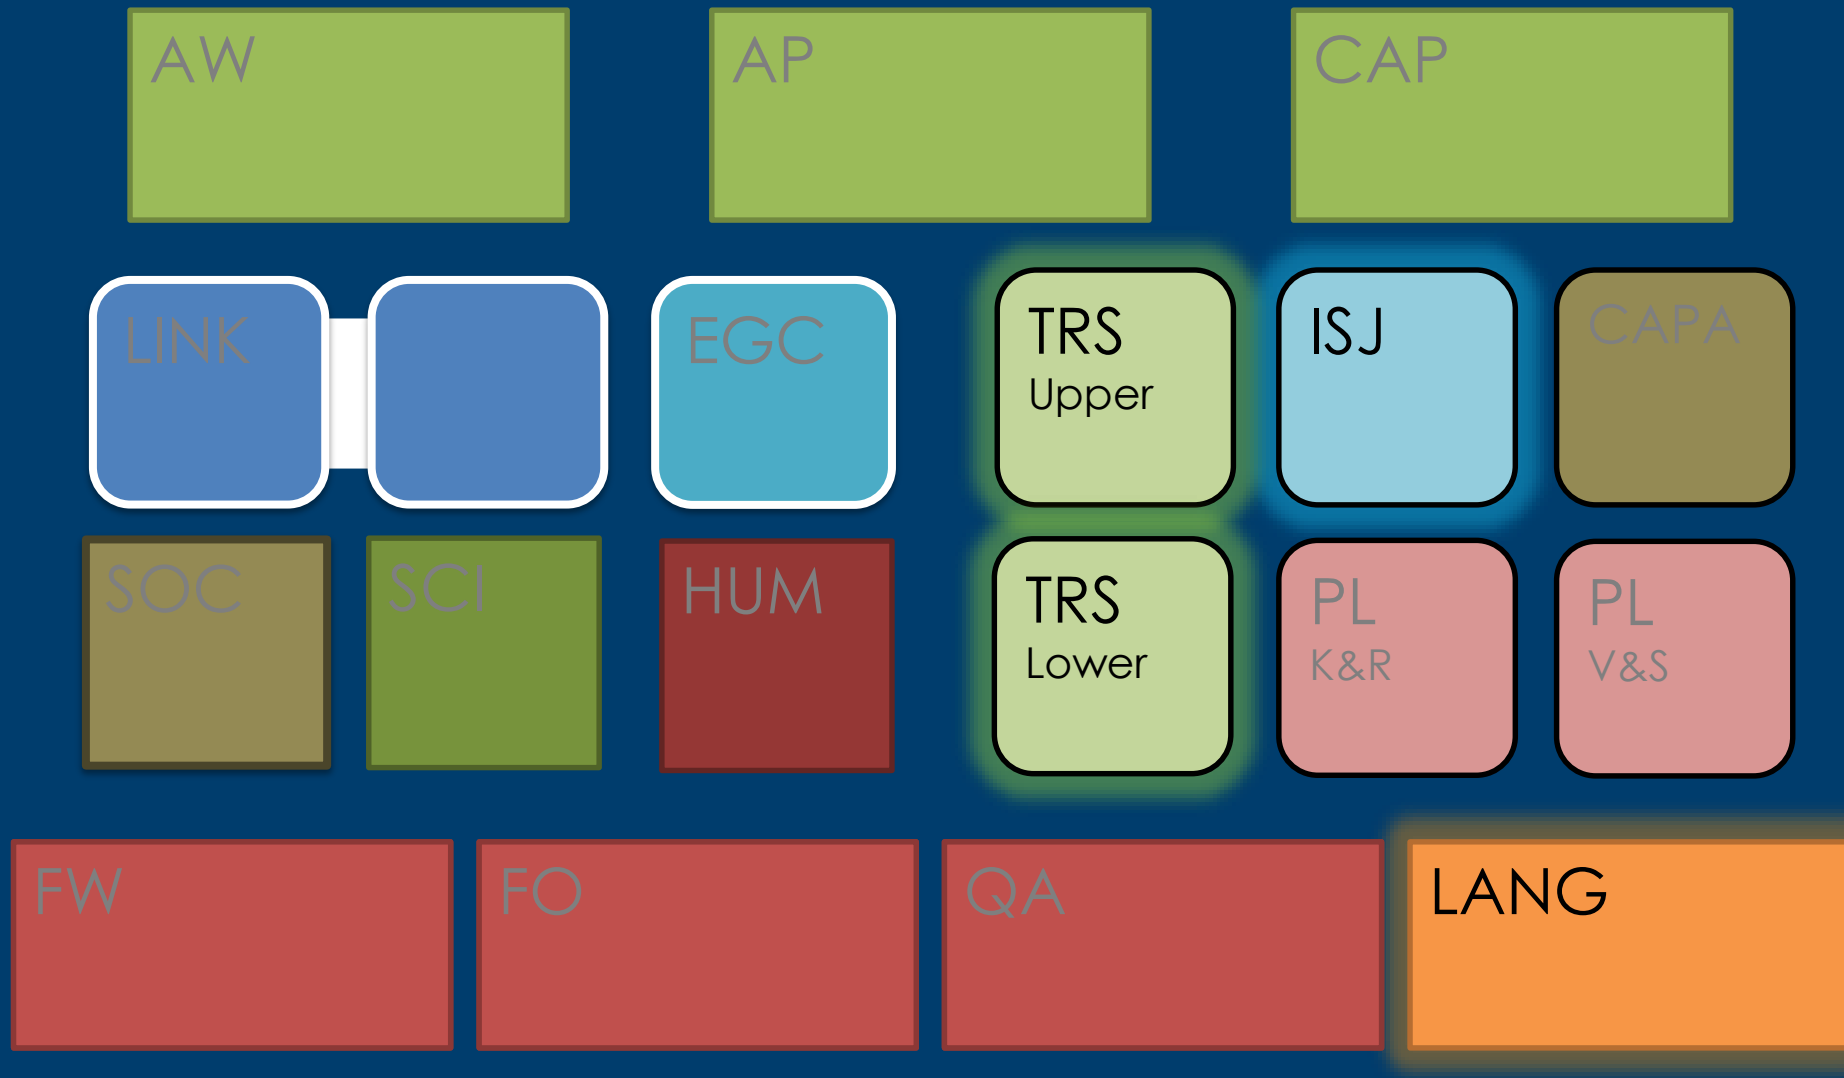 AW
AP
CAP
LINK
EGC
TRS
Upper
ISJ
CAPA
SOC
SCI
HUM
TRS
Lower
PL
K&R
PL
V&S
FW
FO
QA
LANG